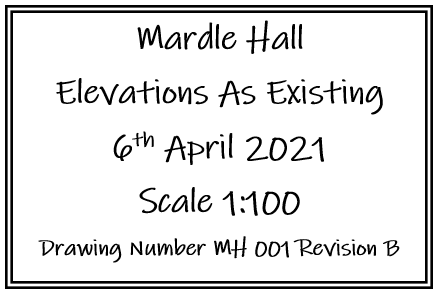 Mardle Hall
Elevations As Existing
6th April 2021
Scale 1:100
Drawing Number MH 001 Revision B